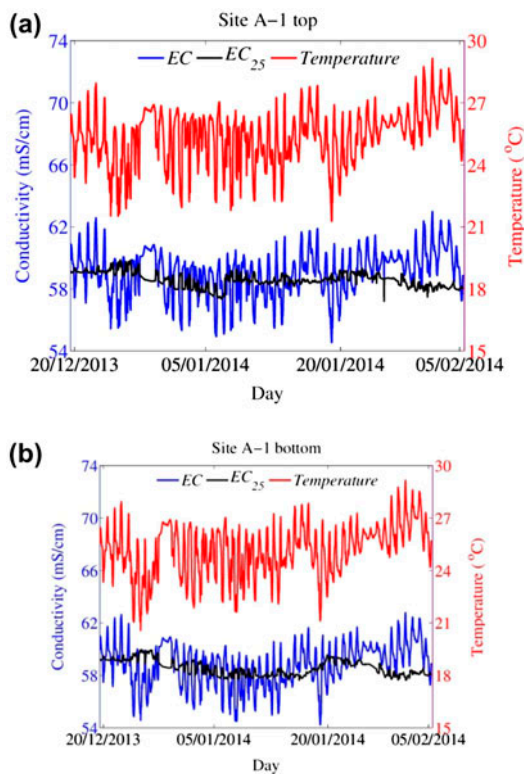 (a)
Site A-1 top
EC EC25 Temperature
Conductivity (mS/cm)
74
70
66
62
58
54
30
27
24
21
18
15
Temperature (°C)
20/12/2013 05/01/2014 20/01/2014 05/02/2014
Day
(b)
Site A-1 bottom
EC EC25 Temperature
Conductivity (mS/cm)
74
70
66
62
58
54
30
27
24
21
18
15
Temperature (°C)
20/12/2013 05/01/2014 20/01/2014 05/02/2014
Day